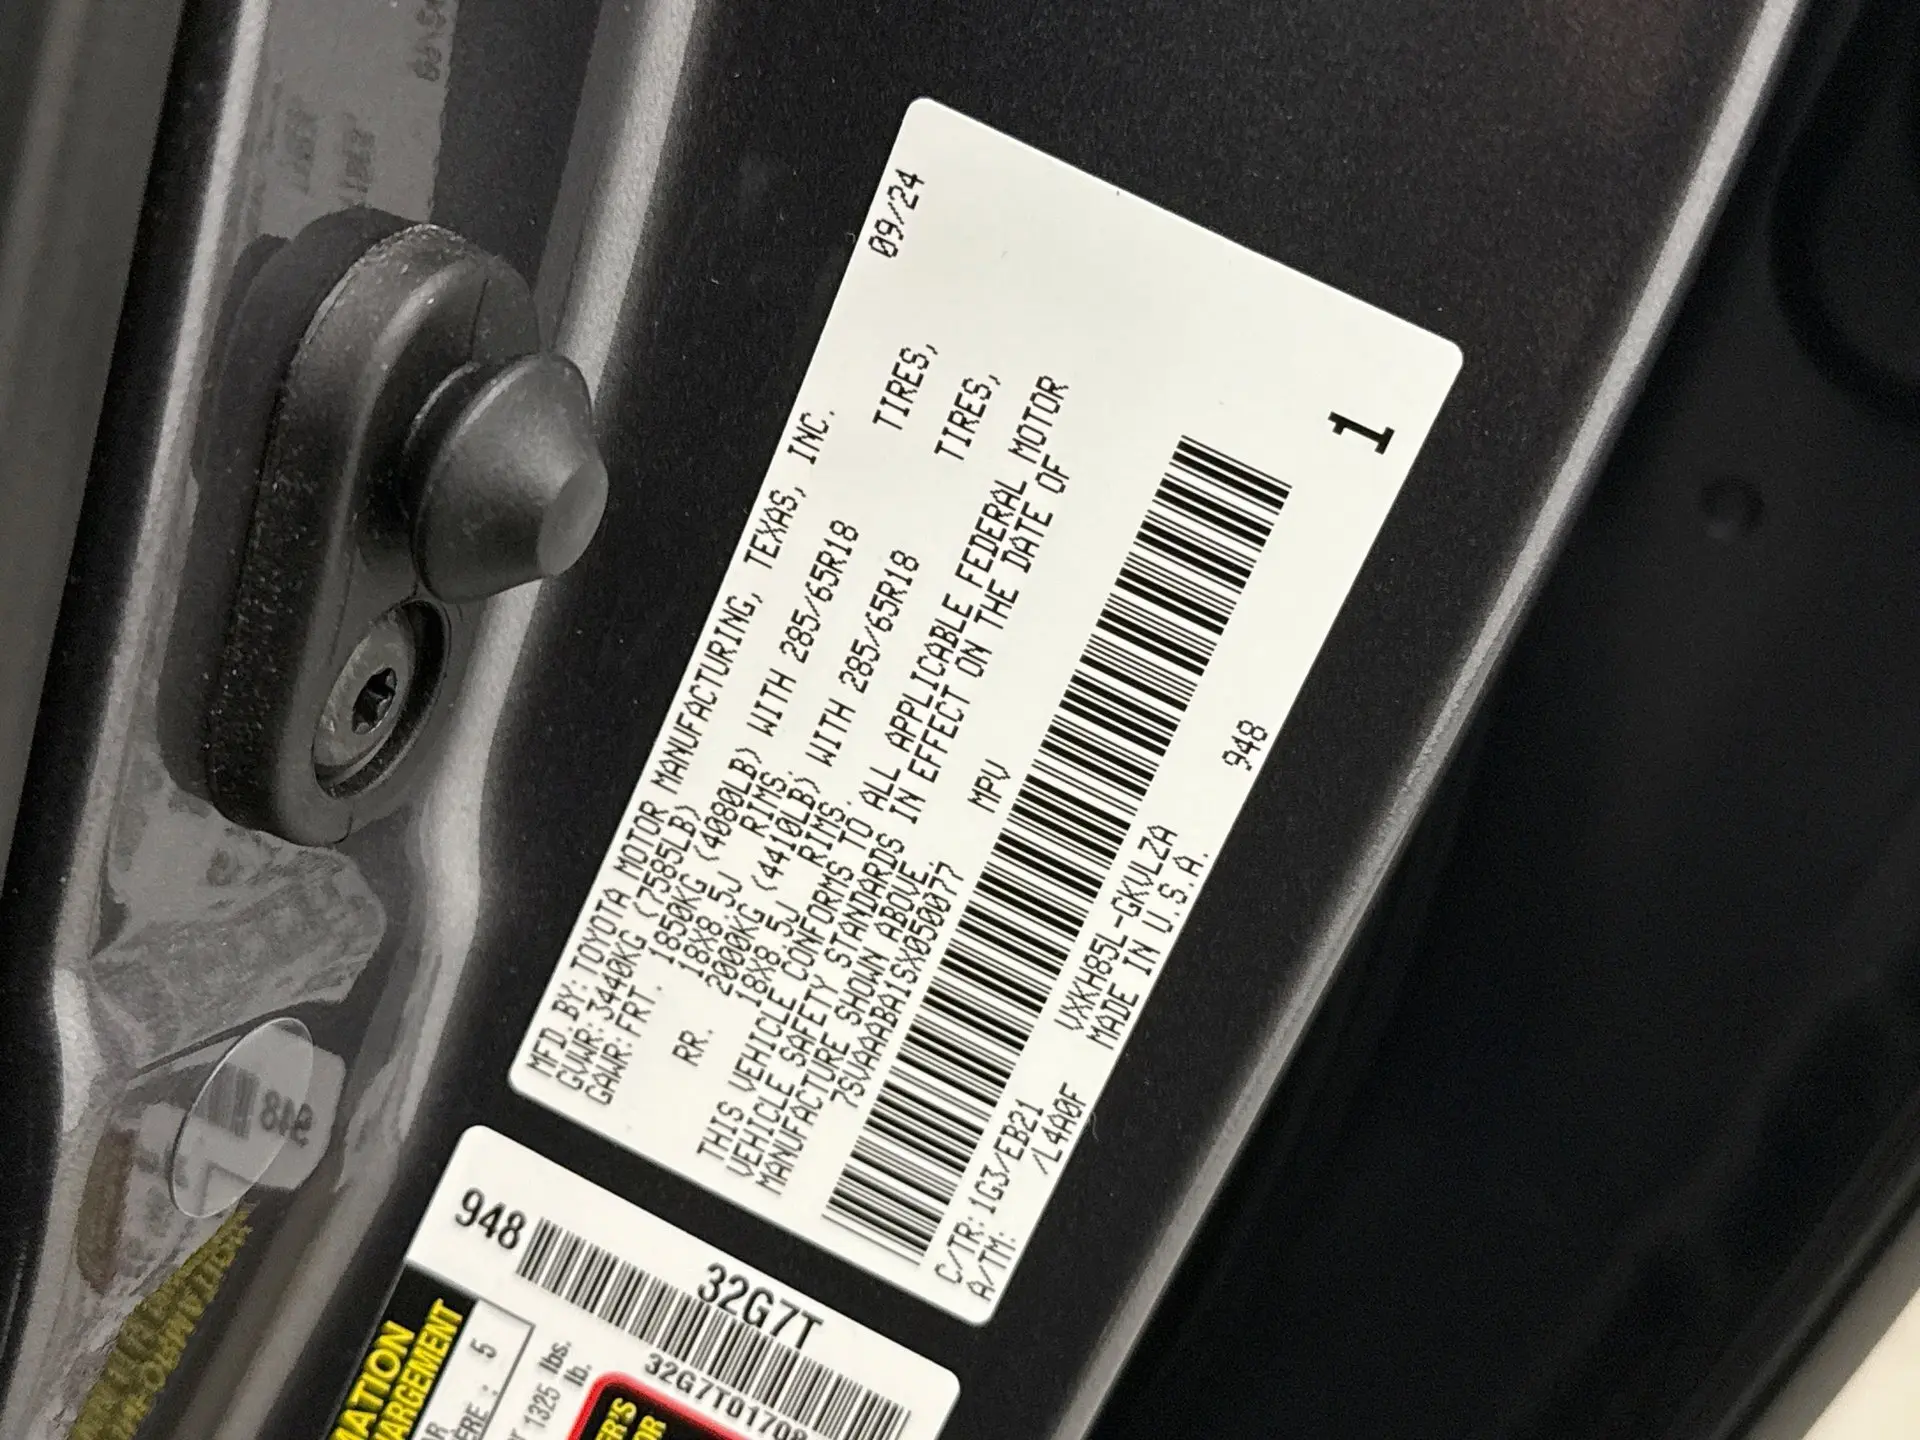 09/24
MFD. BY: TOYOTA MOTOR MANUFACTURING, TEXAS, INC.
GVWR: 3440KG (7585LB)
GAWR: FRT. 1850KG (4080LB) WITH 285/65R18 TIRES,
18X8.5J RIMS.
RR. 2000KG (4410LB) WITH 285/65R18 TIRES,
18X8.5J RIMS.
THIS VEHICLE CONFORMS TO ALL APPLICABLE FEDERAL MOTOR
VEHICLE SAFETY STANDARDS IN EFFECT ON THE DATE OF
MANUFACTURE SHOWN ABOVE.
7SVAAABA1SX050077 MPV
C/TR: 1G3/EB21 VXKH85L-GKVLZA 948
A/TM: /L4A0F MADE IN U.S.A.
1
948
32G7T
32G7T01708
MATION
HARGEMENT
5
1325 lbs.
lb.
ER'S